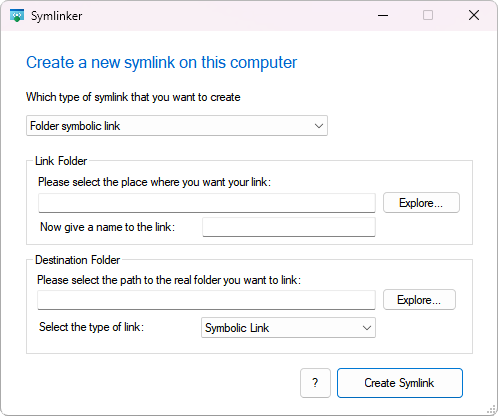 Symlinker
Create a new symlink on this computer
Which type of symlink that you want to create
Folder symbolic link
Link Folder
Please select the place where you want your link:
Explore...
Now give a name to the link:
Destination Folder
Please select the path to the real folder you want to link:
Explore...
Select the type of link:
Symbolic Link
?
Create Symlink